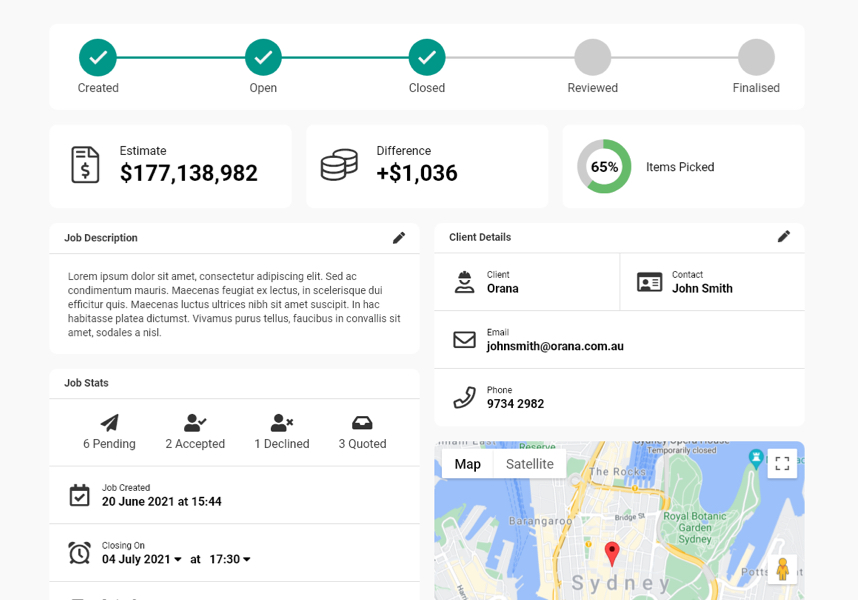 Created
Open
Closed
Reviewed
Finalised
Estimate
$177,138,982
Difference
+$1,036
65%
Items Picked
Job Description
Lorem ipsum dolor sit amet, consectetur adipiscing elit. Sed ac
condimentum mauris. Maecenas feugiat ex lectus, in scelerisque dui
efficitur quis. Maecenas luctus ultrices nibh sit amet suscipit. In hac
habitasse platea dictumst. Vivamus purus tellus, faucibus in convallis sit
amet, sodales a nisl.
Job Stats
6 Pending
2 Accepted
1 Declined
3 Quoted
Job Created
20 June 2021 at 15:44
Closing On
04 July 2021 at 17:30
Client Details
Client
Orana
Contact
John Smith
Email
johnsmith@orana.com.au
Phone
9734 2982
Map
Satellite
Reserve
Sydney Opera House
Temporarily closed
The Rocks
Barangaroo
Bridge St
Royal Botanic
Garden
Sydney
Sydney